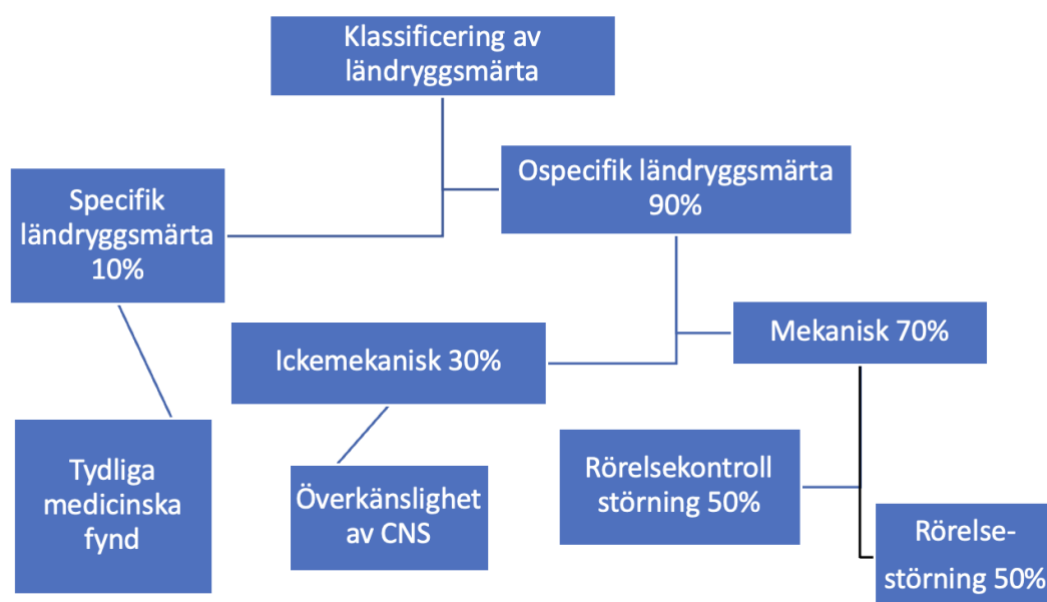 Klassificering av
ländryggsmärta
Ospecifik ländryggsmärta
90%
Specifik
ländryggsmärta
10%
Mekanisk 70%
Ickemekanisk 30%
Tydliga
medicinska
fynd
Överkänslighet
av CNS
Rörelsekontroll
störning 50%
Rörelse-
störning 50%